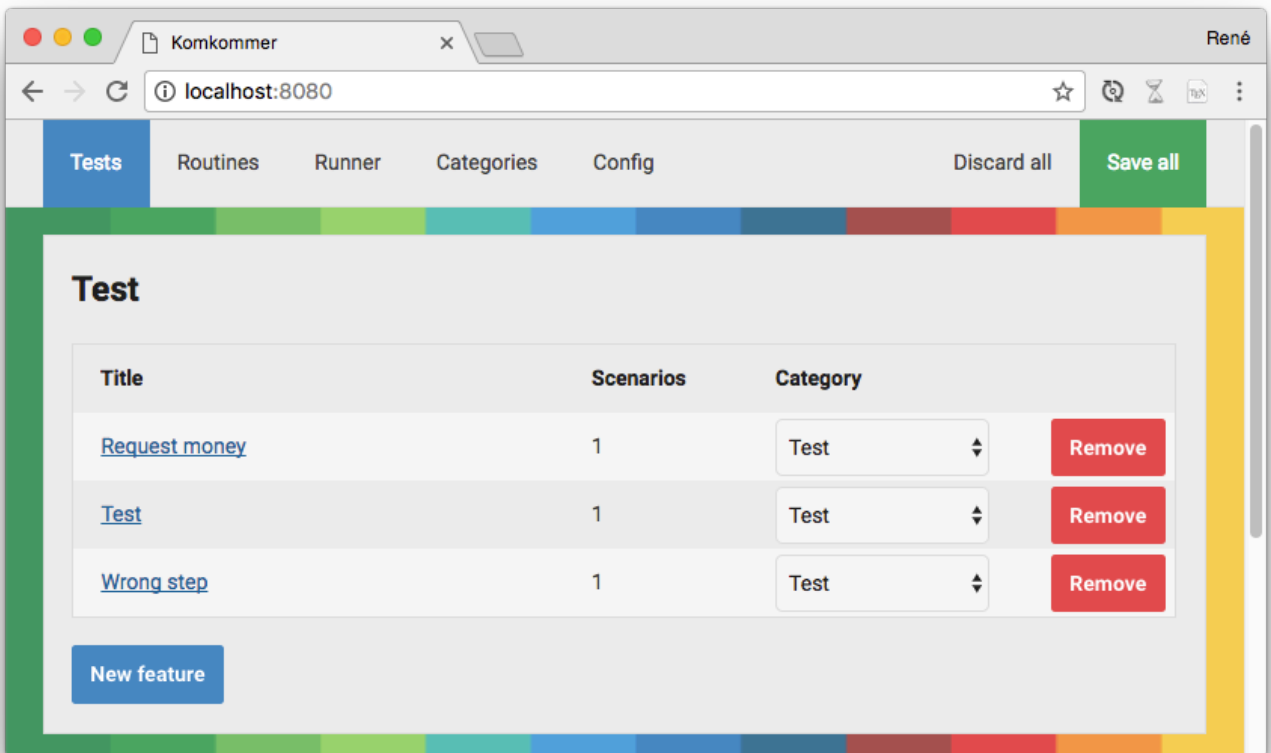 Komkommer
René
localhost:8080
TEX
Tests Routines Runner Categories Config Discard all Save all
Test
Title Scenarios Category
Request money 1 Test Remove
Test 1 Test Remove
Wrong step 1 Test Remove
New feature